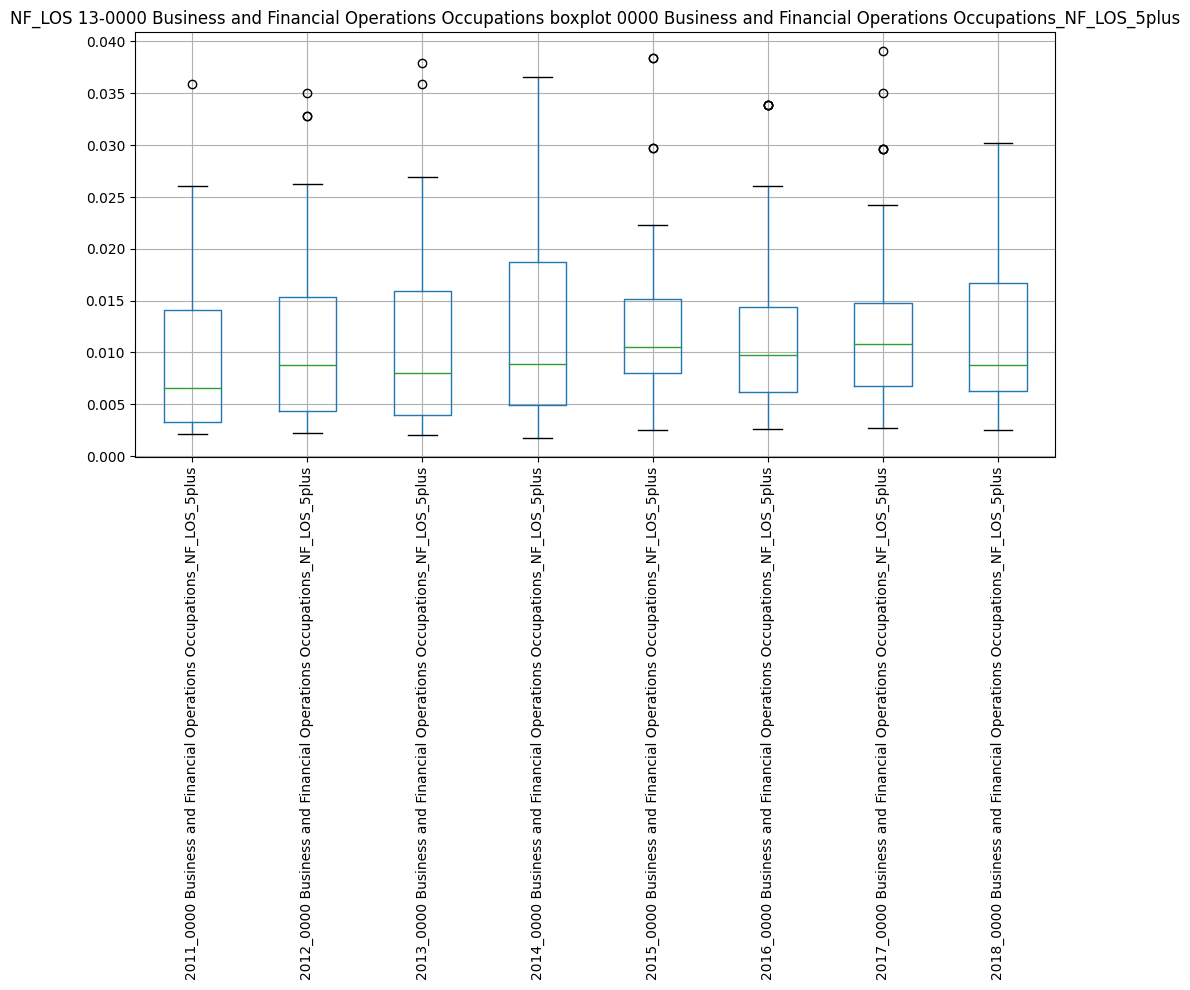 NF_LOS 13-0000 Business and Financial Operations Occupations boxplot 0000 Business and Financial Operations Occupations_NF_LOS_5plus
0.040
0.035
0.030
0.025
0.020
0.015
0.010
0.005
0.000
2011_0000 Business and Financial Operations Occupations_NF_LOS_5plus
2012_0000 Business and Financial Operations Occupations_NF_LOS_5plus
2013_0000 Business and Financial Operations Occupations_NF_LOS_5plus
2014_0000 Business and Financial Operations Occupations_NF_LOS_5plus
2015_0000 Business and Financial Operations Occupations_NF_LOS_5plus
2016_0000 Business and Financial Operations Occupations_NF_LOS_5plus
2017_0000 Business and Financial Operations Occupations_NF_LOS_5plus
2018_0000 Business and Financial Operations Occupations_NF_LOS_5plus